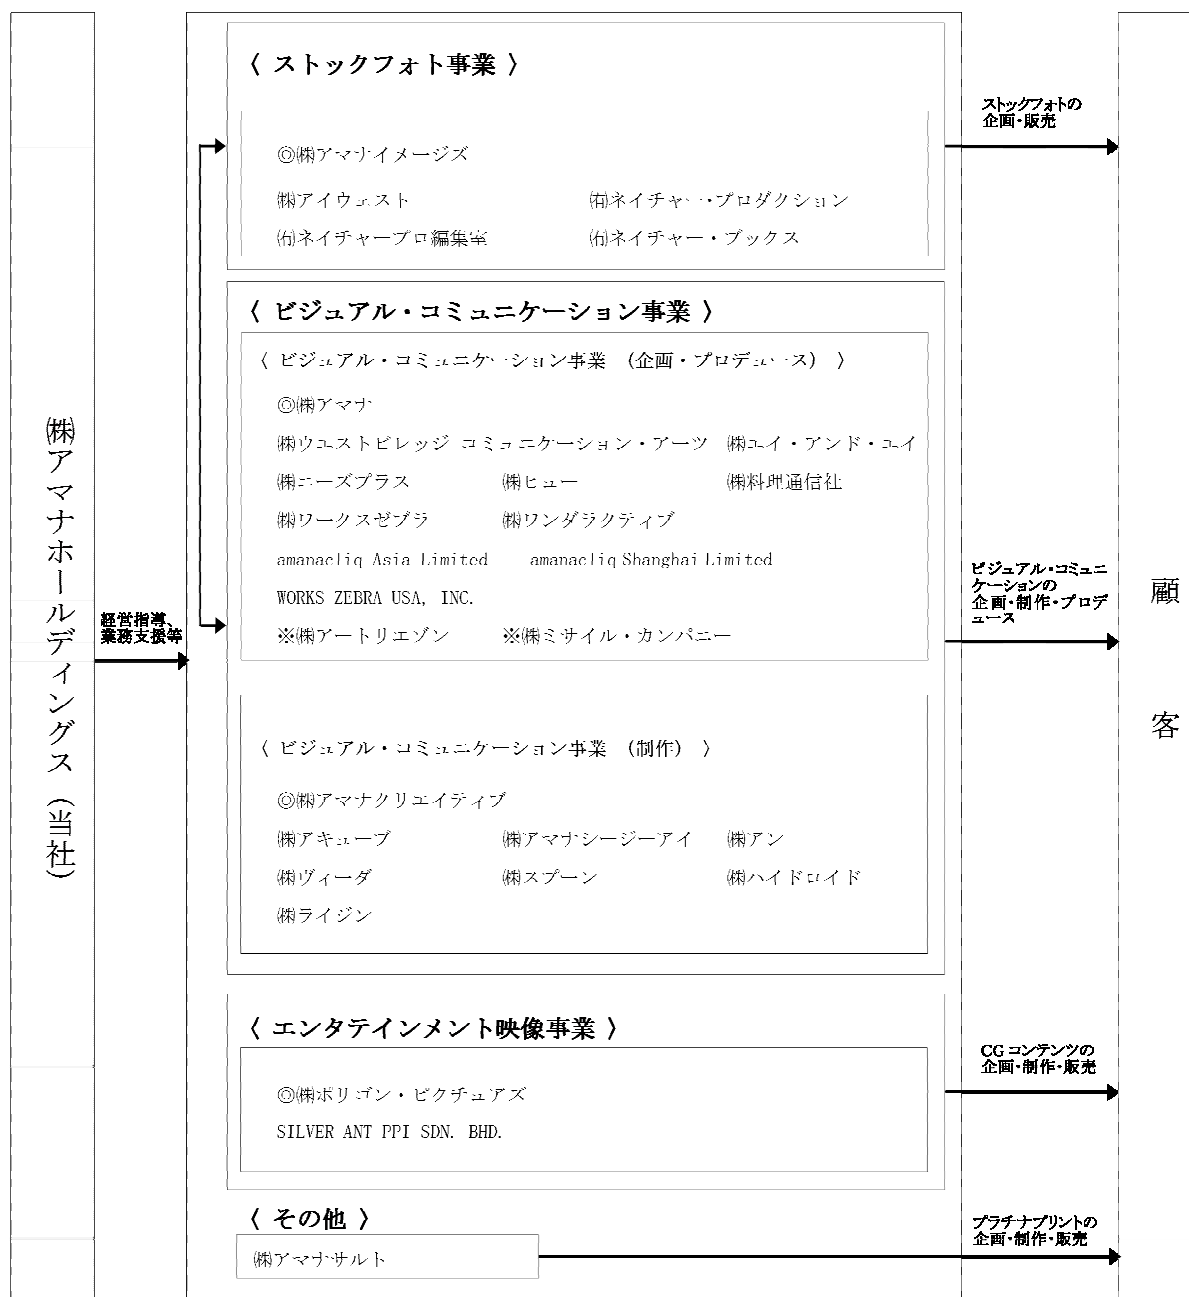 ㈱アマナホールディングス（当社）
経営指導、
業務支援等
〈 ストックフォト事業 〉
◎㈱アマナイメージズ
㈱アイウエスト　㈲ネイチャー・プロダクション
㈲ネイチャープロ編集室　㈲ネイチャー・ブックス
ストックフォトの
企画・販売
〈 ビジュアル・コミュニケーション事業 〉
〈 ビジュアル・コミュニケーション事業 （企画・プロデュース） 〉
◎㈱アマナ
㈱ウエストビレッジ コミュニケーション・アーツ　㈱エイ・アンド・エイ
㈱ニーズプラス　㈱ヒュー　㈱料理通信社
㈱ワークスゼブラ　㈱ワンダラクティブ
amanacliq Asia Limited　amanacliq Shanghai Limited
WORKS ZEBRA USA, INC.
※㈱アートリエゾン　※㈱ミサイル・カンパニー
ビジュアル・コミュニ
ケーションの
企画・制作・プロデ
ュース
〈 ビジュアル・コミュニケーション事業 （制作） 〉
◎㈱アマナクリエイティブ
㈱アキューブ　㈱アマナシージーアイ　㈱アン
㈱ヴィーダ　㈱スプーン　㈱ハイドロイド
㈱ライジン
〈 エンタテインメント映像事業 〉
◎㈱ポリゴン・ピクチュアズ
SILVER ANT PPI SDN. BHD.
CGコンテンツの
企画・制作・販売
〈 その他 〉
㈱アマナサルト
プラチナプリントの
企画・制作・販売
顧客